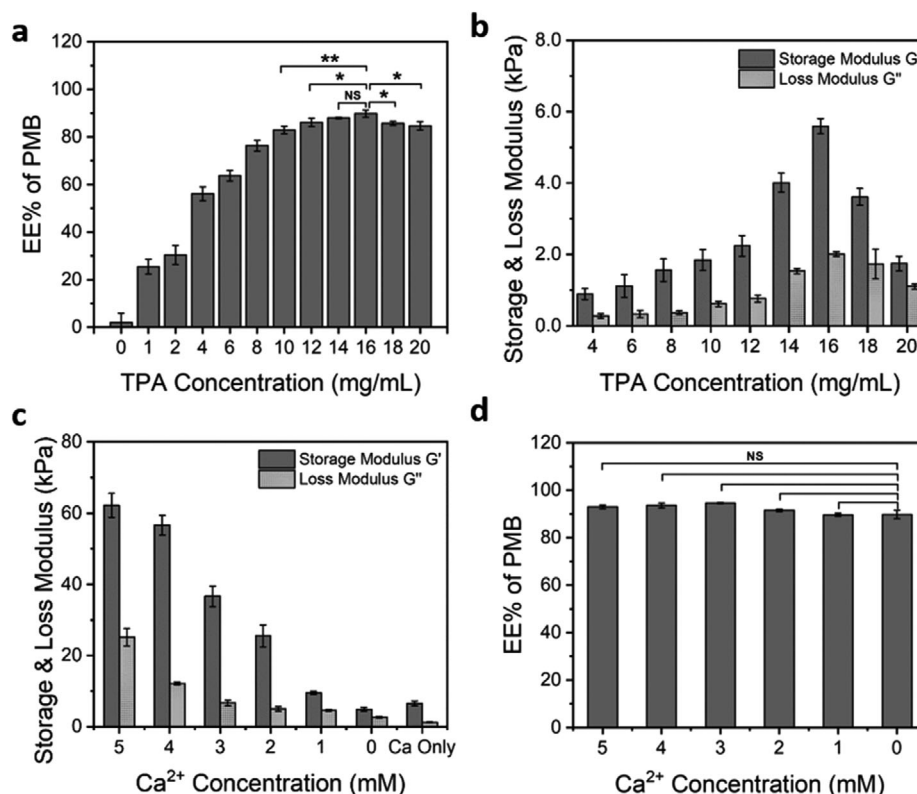 a
EE% of PMB
120
100
80
60
40
20
0
**
*
*
NS
*
0 1 2 4 6 8 10 12 14 16 18 20
TPA Concentration (mg/mL)
b
Storage & Loss Modulus (kPa)
8.0
6.0
4.0
2.0
0.0
Storage Modulus G
Loss Modulus G"
4 6 8 10 12 14 16 18 20
TPA Concentration (mg/mL)
c
Storage & Loss Modulus (kPa)
80
60
40
20
0
Storage Modulus G'
Loss Modulus G"
5 4 3 2 1 0 Ca Only
Ca²⁺ Concentration (mM)
d
EE% of PMB
120
100
80
60
40
20
0
NS
5 4 3 2 1 0
Ca²⁺ Concentration (mM)